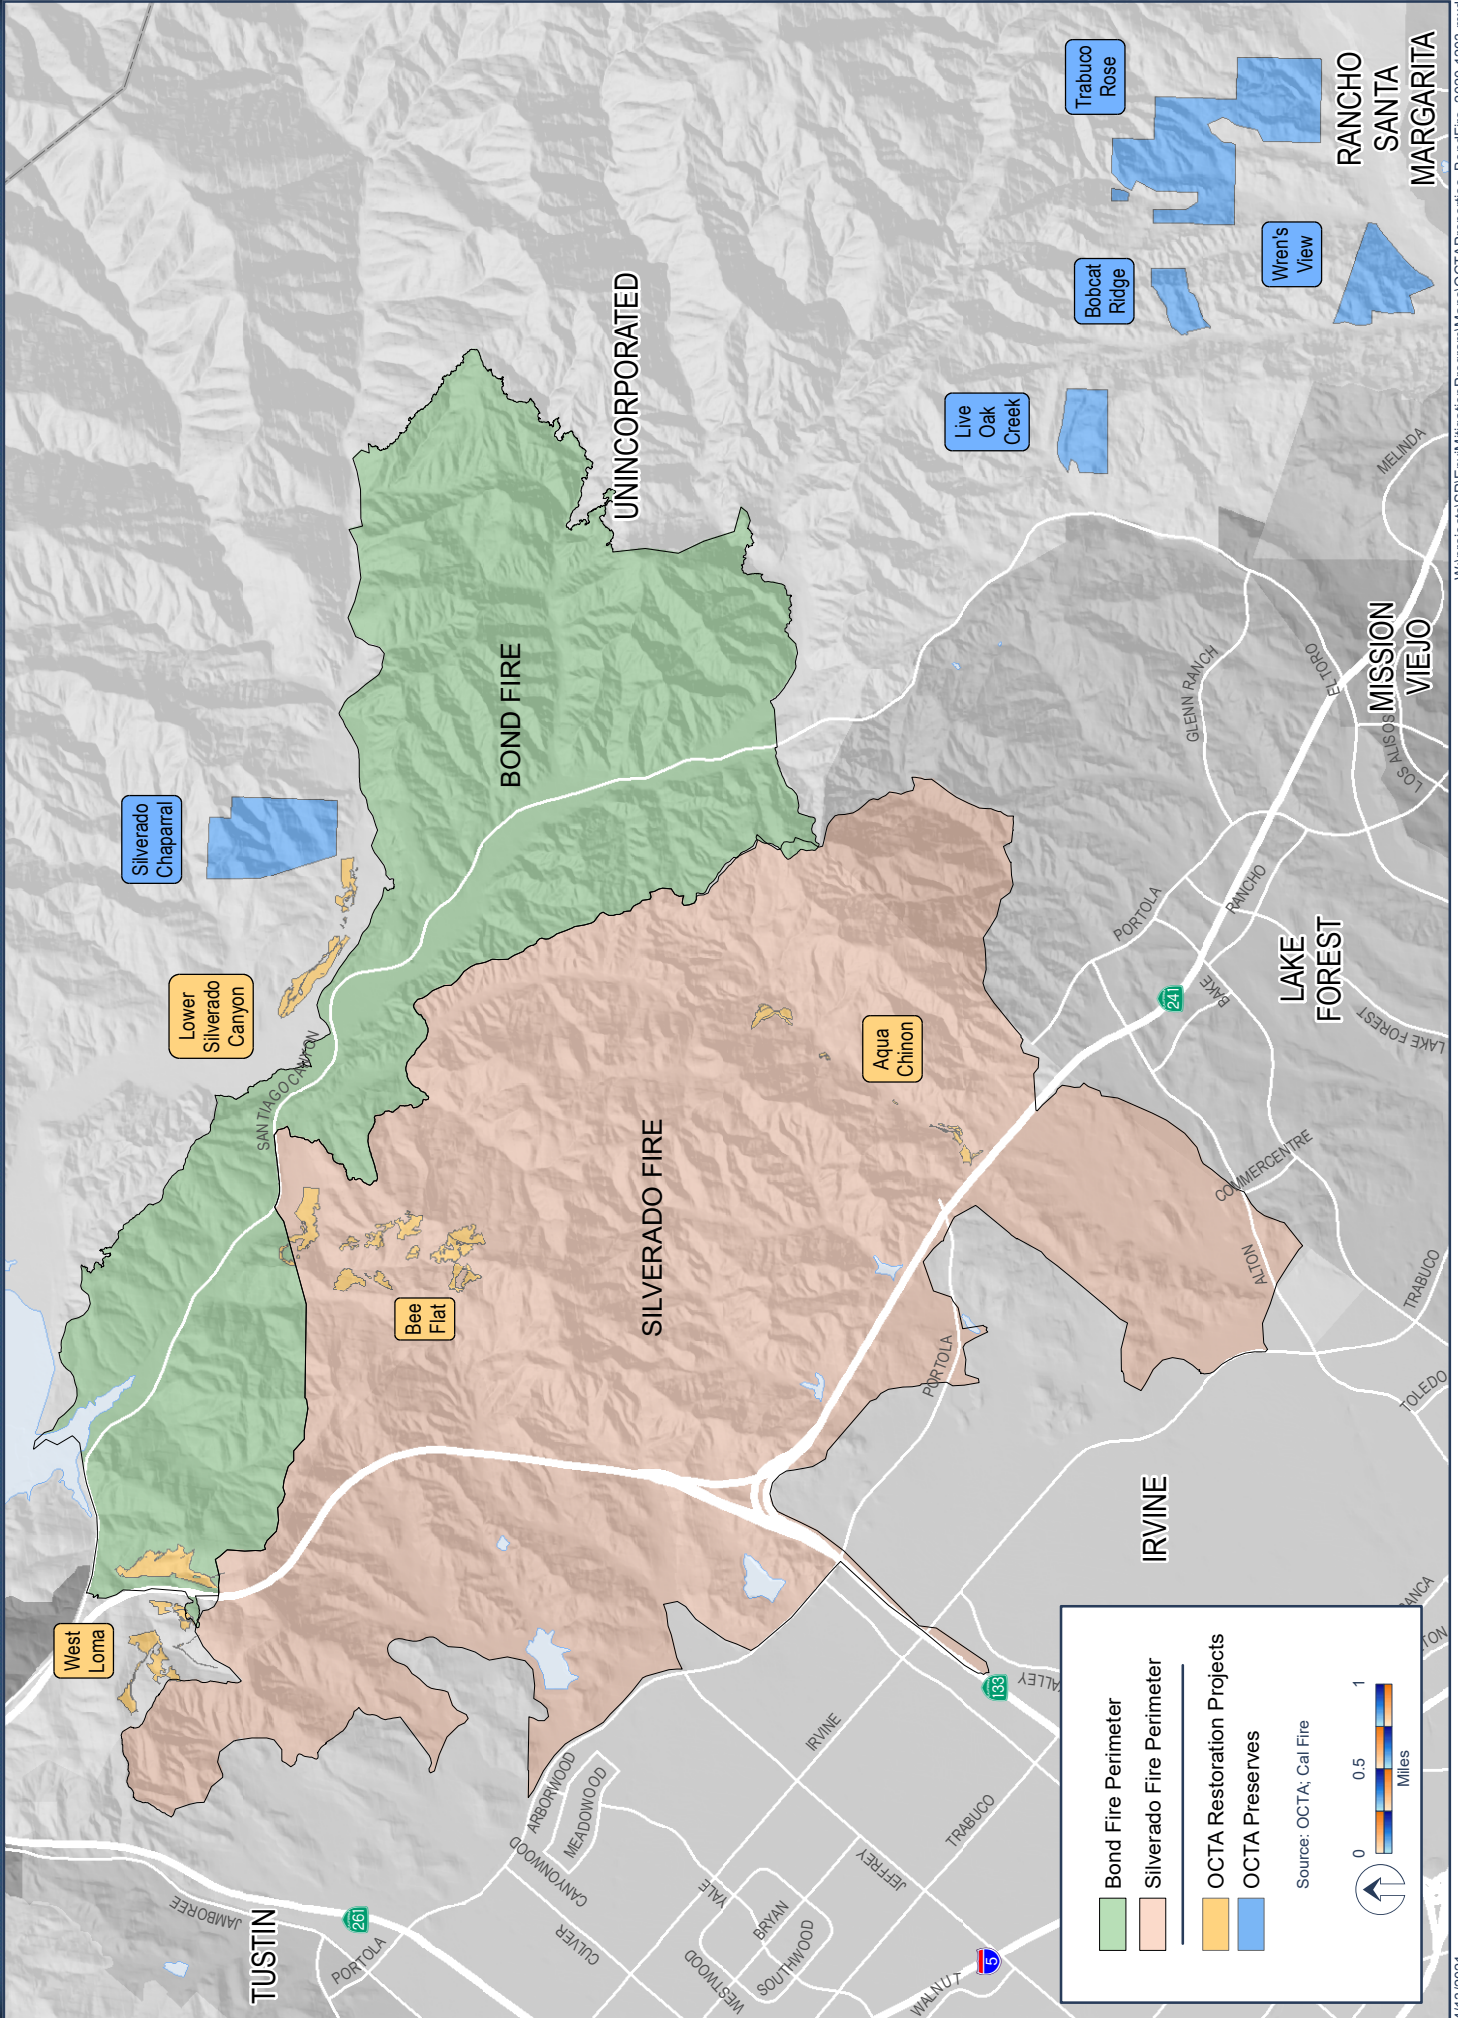 TUSTIN
JAMBOREE
261
PORTOLA
CULVER
CANYONWOOD
ARBORWOOD
MEADOWOOD
YALE
BRYAN
SOUTHWOOD
WESTWOOD
WALNUT
5
JEFFREY
TRABUCO
IRVINE
133
West
Loma
Bee
Flat
SILVERADO FIRE
SANTIAGO CANYON
Lower
Silverado
Canyon
Silverado
Chaparral
BOND FIRE
UNINCORPORATED
Aqua
Chinon
PORTOLA
IRVINE
ALTON
COMMERCENTRE
TRABUCO
TOLEDO
241
BAKE
RANCHO
PORTOLA
LAKE
FOREST
LAKE FOREST
GLENN RANCH
EL TORO
LOS ALISOS
MISSION
VIEJO
MELINDA
Live
Oak
Creek
Bobcat
Ridge
Wren's
View
Trabuco
Rose
RANCHO
SANTA
MARGARITA
Bond Fire Perimeter
Silverado Fire Perimeter
OCTA Restoration Projects
OCTA Preserves
Source: OCTA; Cal Fire
0 0.5 1
Miles